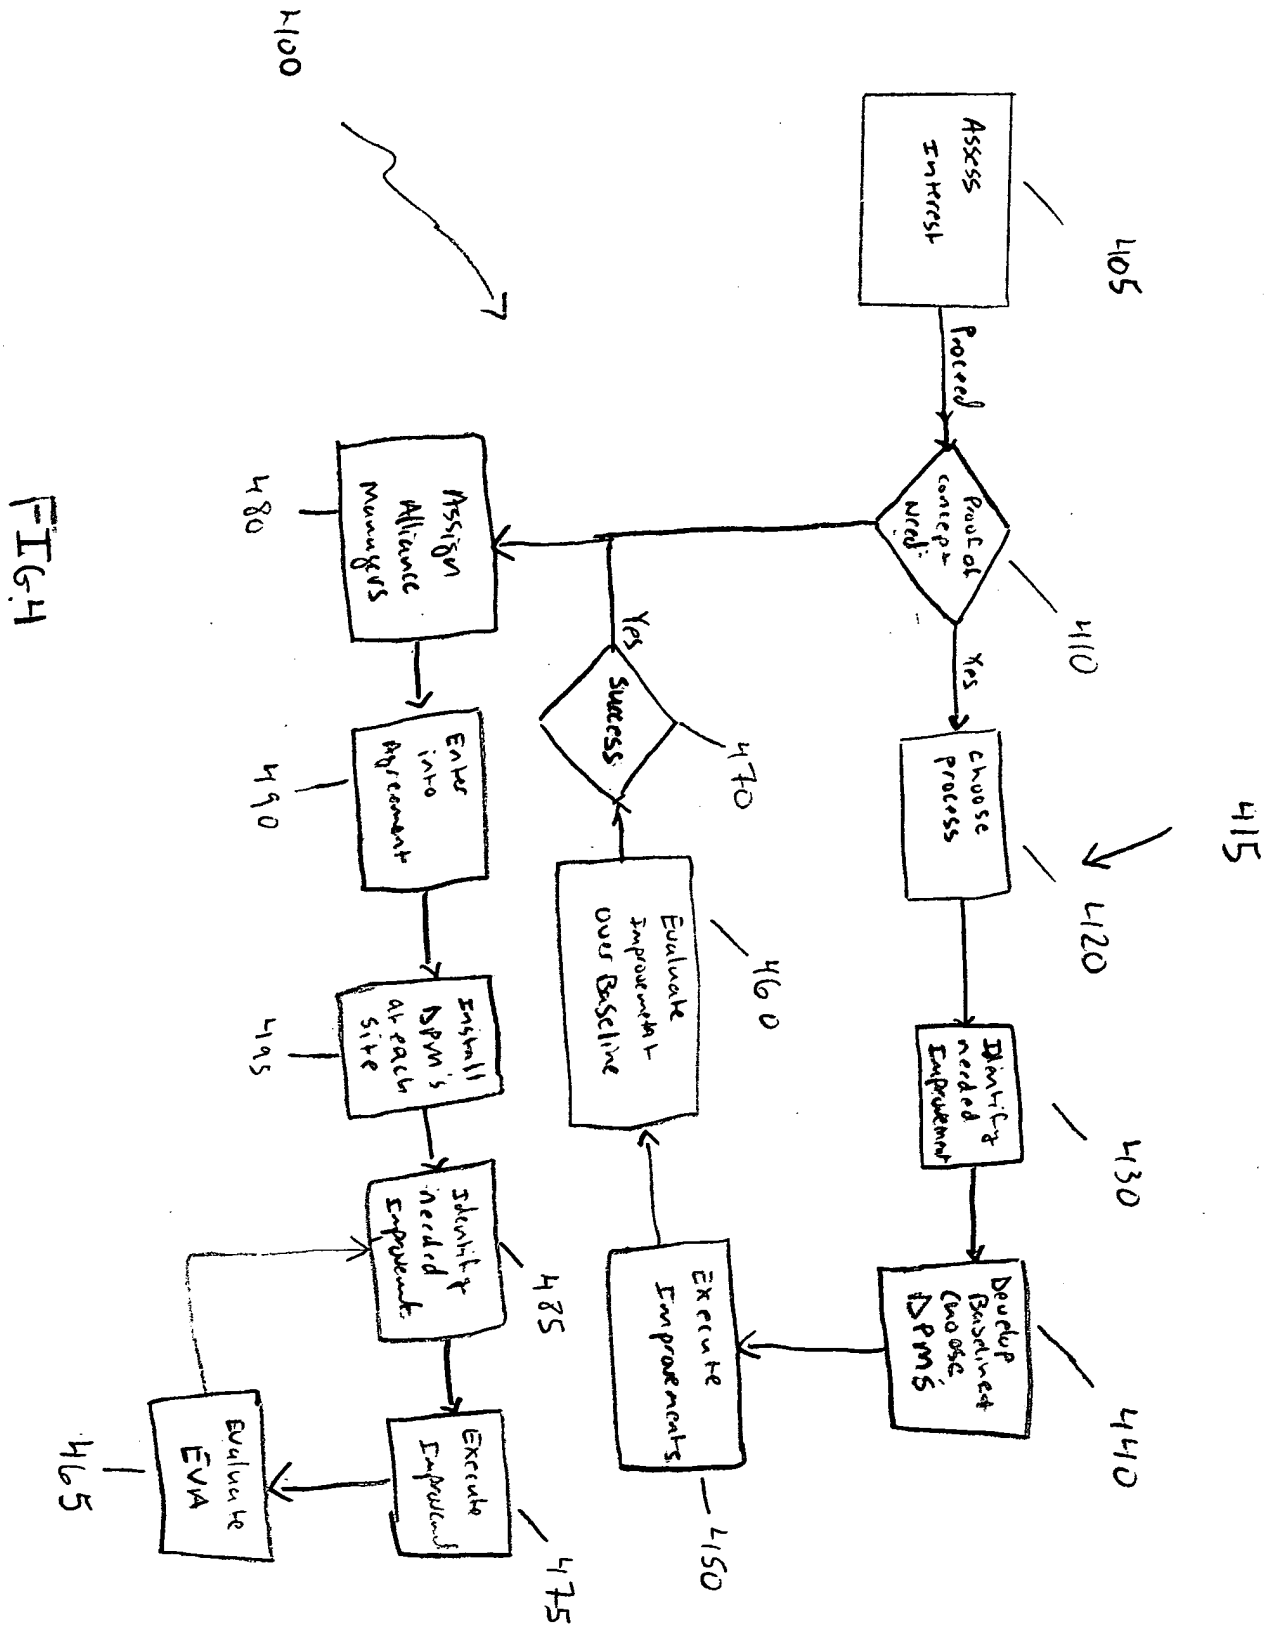 415
405
Assess
Interest
Proceed
410
Proof of
concept
Need?
Yes
420
choose
process
430
Identify
needed
Improvement
440
Develop
Baseline+
Choose
DPM's
450
Execute
Improvements
460
Evaluate
Improvemetnt
over Baseline
470
success
Yes
400
480
Assign
Alliance
Managers
490
Enter
into
Agreement
495
Install
DPM's
at each
site
485
Identify
needed
Improvement
475
Execute
Improvement
465
Evaluate
EVA
FIG.4